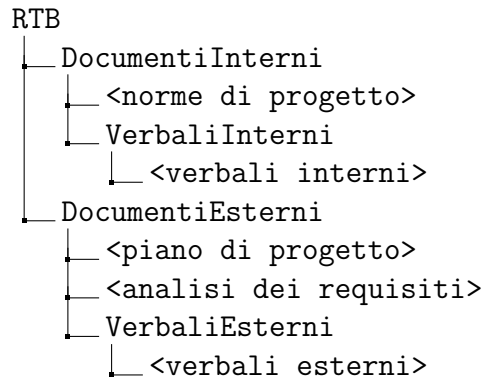 RTB
DocumentiInterni
<norme di progetto>
VerbaliInterni
<verbali interni>
DocumentiEsterni
<piano di progetto>
<analisi dei requisiti>
VerbaliEsterni
<verbali esterni>